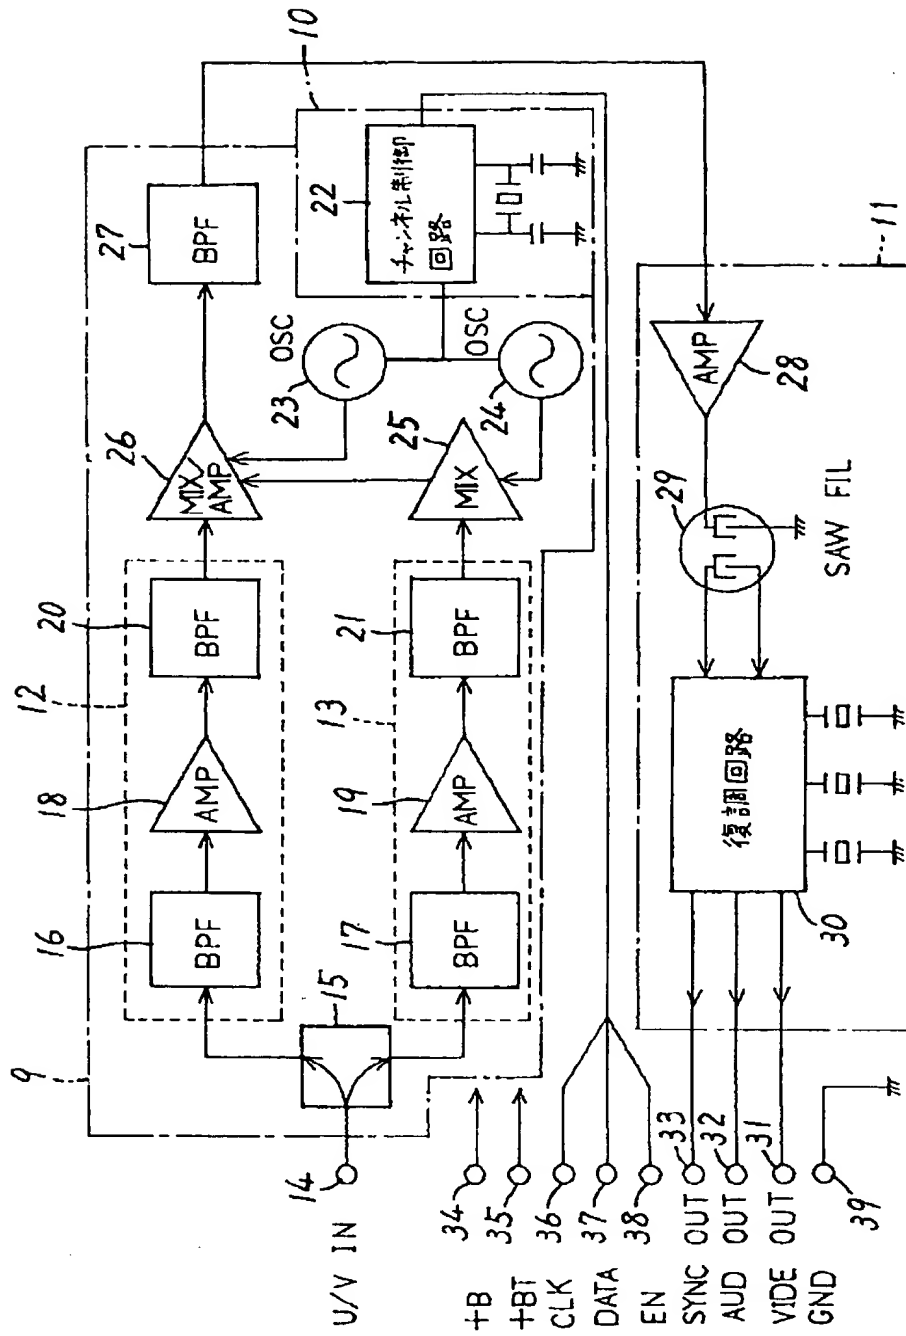 9
12
16
BPF
18
AMP
20
BPF
26
MIX/
AMP
27
BPF
10
22
チャンネル制御
回路
23
OSC
24
OSC
25
MIX
13
17
BPF
19
AMP
21
BPF
15
14
U/V IN
34
+B
35
+BT
36
CLK
37
DATA
38
EN
33
SYNC OUT
32
AUD OUT
31
VIDE OUT
39
GND
30
復調回路
29
SAW FIL
28
AMP
11